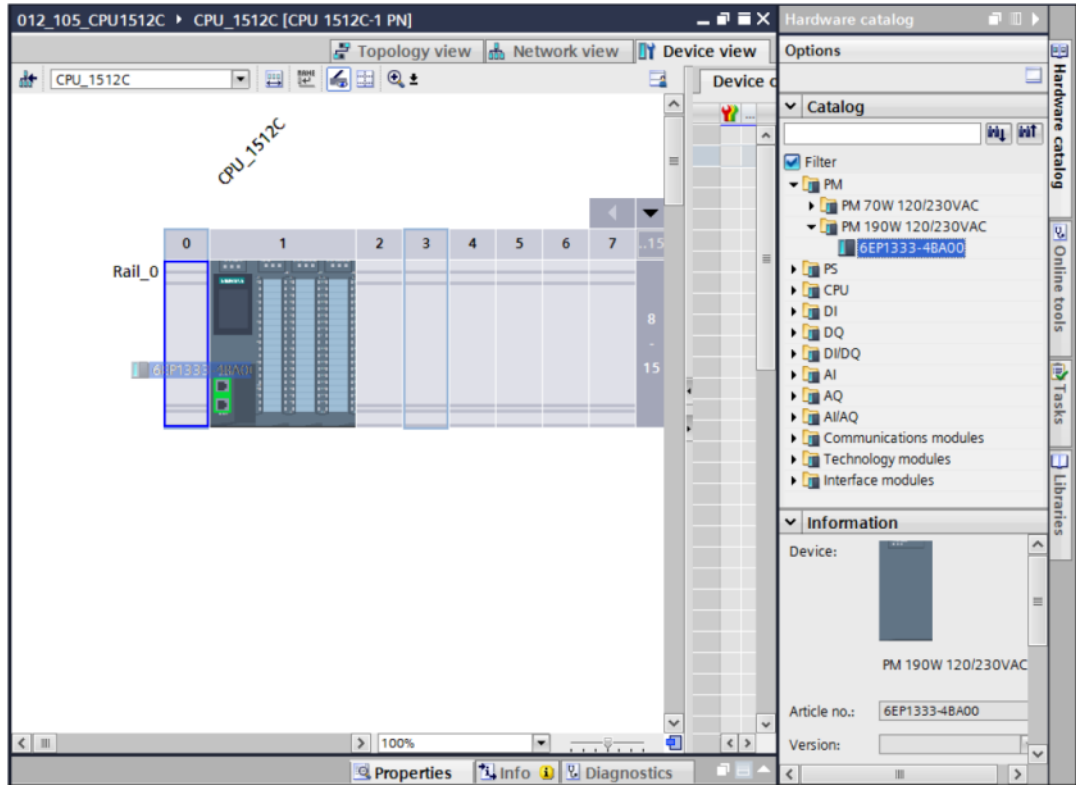 012_105_CPU1512C ▸ CPU_1512C [CPU 1512C-1 PN]
Topology view Network view Device view
CPU_1512C
Device o
CPU_1512C
...
0 1 2 3 4 5 6 7 ..15
Rail_0
8
-
15
6EP1333-4BA00
100%
Properties Info Diagnostics
Hardware catalog
Options
Catalog
Filter
PM
PM 70W 120/230VAC
PM 190W 120/230VAC
6EP1333-4BA00
PS
CPU
DI
DQ
DI/DQ
AI
AQ
AI/AQ
Communications modules
Technology modules
Interface modules
Information
Device:
PM 190W 120/230VAC
Article no.: 6EP1333-4BA00
Version:
Hardware catalog
Online tools
Tasks
Libraries